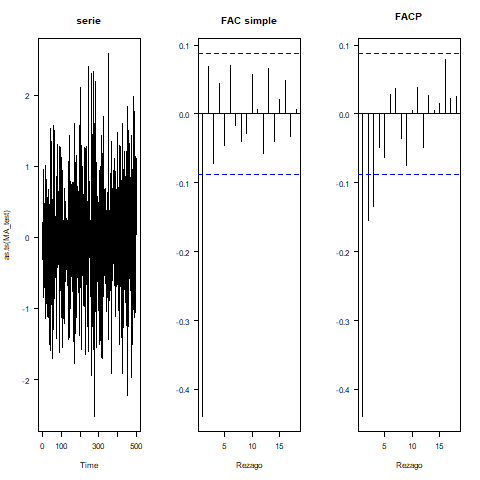 serie
as.ts(MA_test)
2
1
0
-1
-2
0 100 300 500
Time
FAC simple
0.1
0.0
-0.1
-0.2
-0.3
-0.4
5 10 15
Rezago
FACP
0.1
0.0
-0.1
-0.2
-0.3
-0.4
5 10 15
Rezago